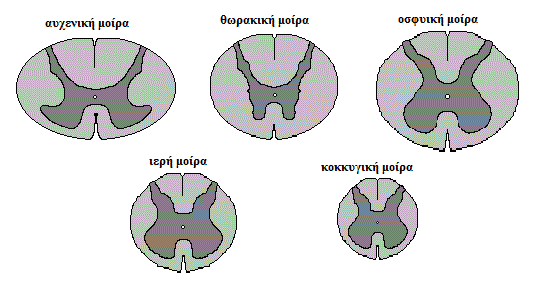 αυχενική μοίρα
θωρακική μοίρα
οσφυική μοίρα
ιερή μοίρα
κοκκυγική μοίρα